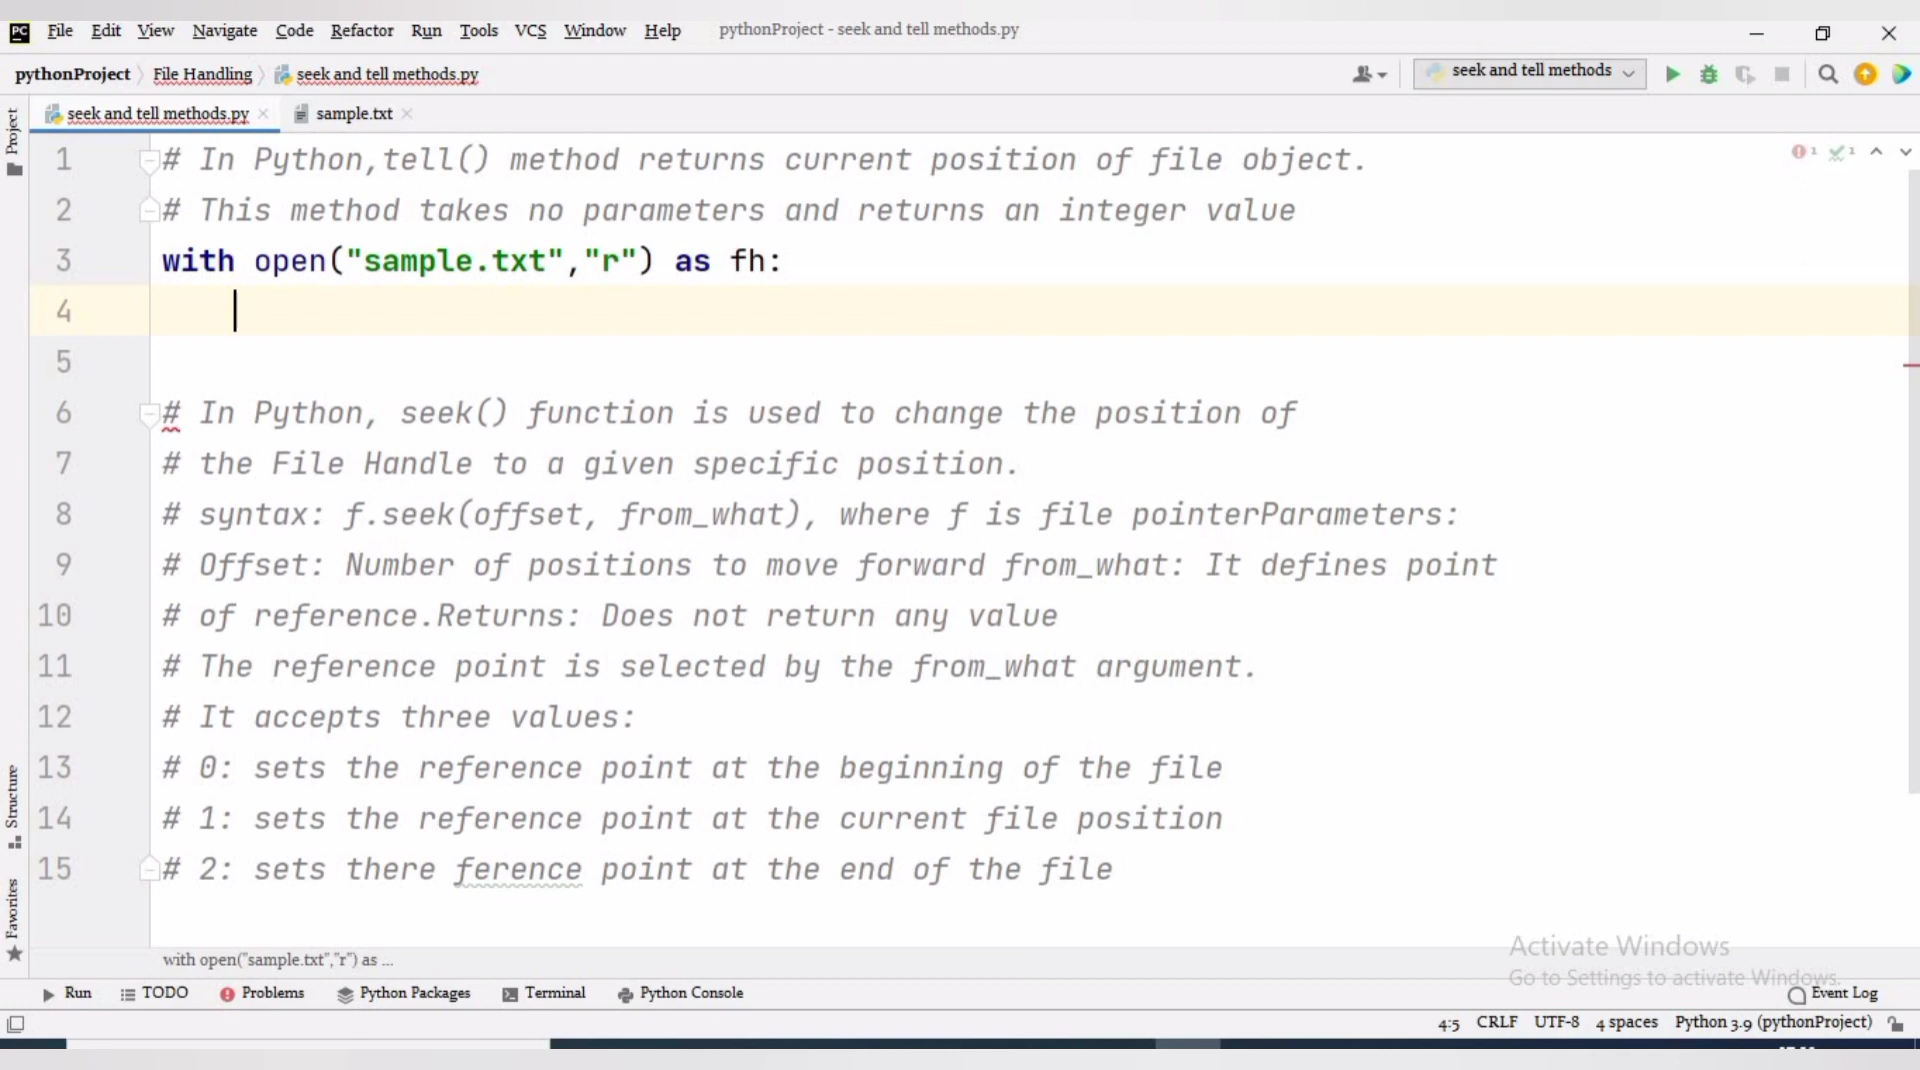 PC File Edit View Navigate Code Refactor Run Tools VCS Window Help pythonProject - seek and tell methods.py
pythonProject File Handling seek and tell methods.py seek and tell methods
seek and tell methods.py sample.txt
Project
1 # In Python,tell() method returns current position of file object. 1 1
2 # This method takes no parameters and returns an integer value
3 with open("sample.txt","r") as fh:
4
5
6 # In Python, seek() function is used to change the position of
7 # the File Handle to a given specific position.
8 # syntax: f.seek(offset, from_what), where f is file pointerParameters:
9 # Offset: Number of positions to move forward from_what: It defines point
10 # of reference.Returns: Does not return any value
11 # The reference point is selected by the from_what argument.
12 # It accepts three values:
13 # 0: sets the reference point at the beginning of the file
14 # 1: sets the reference point at the current file position
15 # 2: sets there ference point at the end of the file
Structure
Favorites
with open("sample.txt","r") as ...
Activate Windows
Go to Settings to activate Windows.
Run TODO Problems Python Packages Terminal Python Console Event Log
4:5 CRLF UTF-8 4 spaces Python 3.9 (pythonProject)